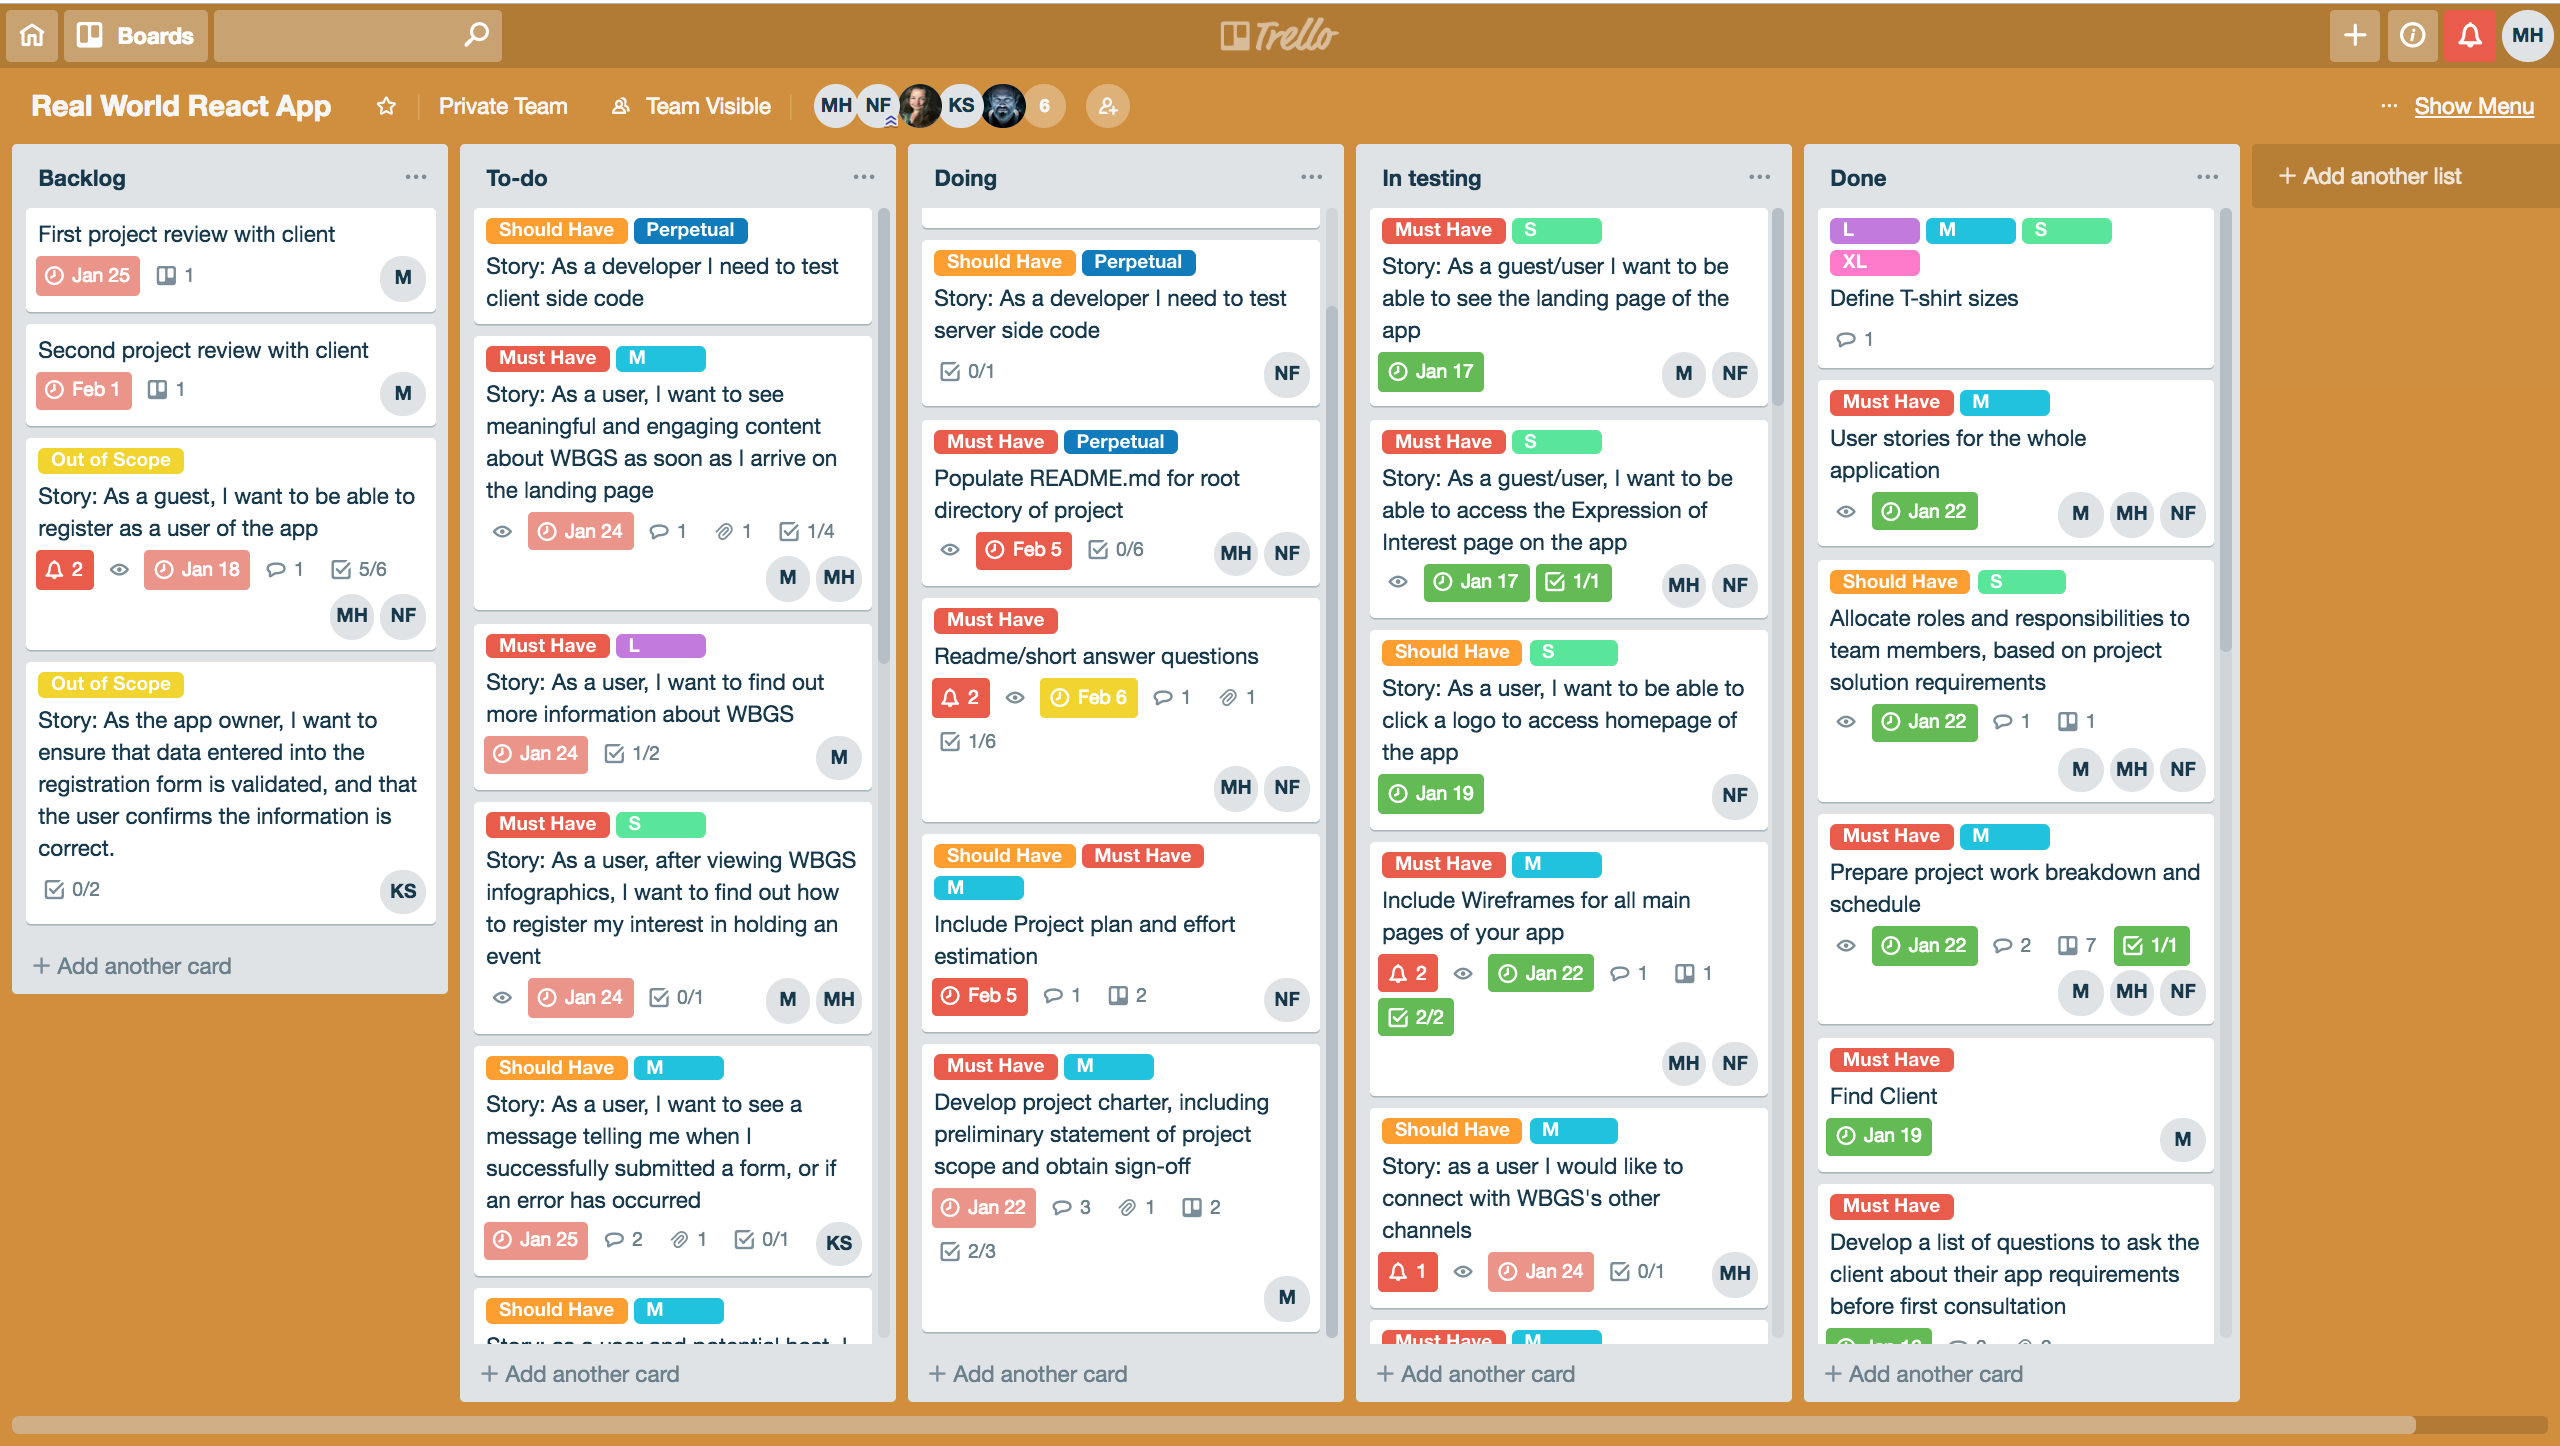 Boards
Trello
MH
Real World React App
Private Team
Team Visible
MH NF KS 6
... Show Menu
Backlog
First project review with client
Jan 25 1
M
Second project review with client
Feb 1 1
M
Out of Scope
Story: As a guest, I want to be able to
register as a user of the app
2 Jan 18 1 5/6
MH NF
Out of Scope
Story: As the app owner, I want to
ensure that data entered into the
registration form is validated, and that
the user confirms the information is
correct.
0/2
KS
+ Add another card
To-do
Should Have Perpetual
Story: As a developer I need to test
client side code
Must Have M
Story: As a user, I want to see
meaningful and engaging content
about WBGS as soon as I arrive on
the landing page
Jan 24 1 1 1/4
M MH
Must Have L
Story: As a user, I want to find out
more information about WBGS
Jan 24 1/2
M
Must Have S
Story: As a user, after viewing WBGS
infographics, I want to find out how
to register my interest in holding an
event
Jan 24 0/1
M MH
Should Have M
Story: As a user, I want to see a
message telling me when I
successfully submitted a form, or if
an error has occurred
Jan 25 2 1 0/1
KS
Should Have M
Story: as a user and potential host, I
+ Add another card
Doing
Should Have Perpetual
Story: As a developer I need to test
server side code
0/1
NF
Must Have Perpetual
Populate README.md for root
directory of project
Feb 5 0/6
MH NF
Must Have
Readme/short answer questions
2 Feb 6 1 1
1/6
MH NF
Should Have Must Have
M
Include Project plan and effort
estimation
Feb 5 1 2
NF
Must Have M
Develop project charter, including
preliminary statement of project
scope and obtain sign-off
Jan 22 3 1 2
2/3
M
+ Add another card
In testing
Must Have S
Story: As a guest/user I want to be
able to see the landing page of the
app
Jan 17
M NF
Must Have S
Story: As a guest/user, I want to be
able to access the Expression of
Interest page on the app
Jan 17 1/1
MH NF
Should Have S
Story: As a user, I want to be able to
click a logo to access homepage of
the app
Jan 19
NF
Must Have M
Include Wireframes for all main
pages of your app
2 Jan 22 1 1
2/2
MH NF
Should Have M
Story: as a user I would like to
connect with WBGS's other
channels
1 Jan 24 0/1
MH
Must Have M
+ Add another card
Done
L M S
XL
Define T-shirt sizes
1
Must Have M
User stories for the whole
application
Jan 22
M MH NF
Should Have S
Allocate roles and responsibilities to
team members, based on project
solution requirements
Jan 22 1 1
M MH NF
Must Have M
Prepare project work breakdown and
schedule
Jan 22 2 7 1/1
M MH NF
Must Have
Find Client
Jan 19
M
Must Have
Develop a list of questions to ask the
client about their app requirements
before first consultation
+ Add another card
+ Add another list